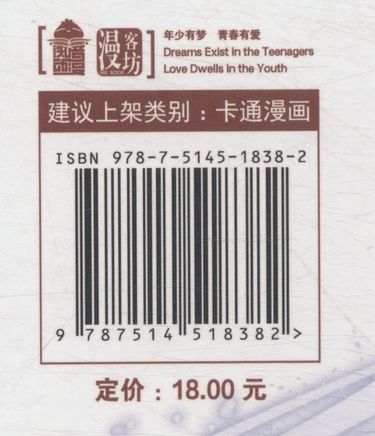 漫客坊
MK BOOK
年少有梦 青春有爱
Dreams Exist in the Teenagers
Love Dwells in the Youth
建议上架类别：卡通漫画
ISBN 978-7-5145-1838-2
9 787514 518382 >
定价：18.00 元